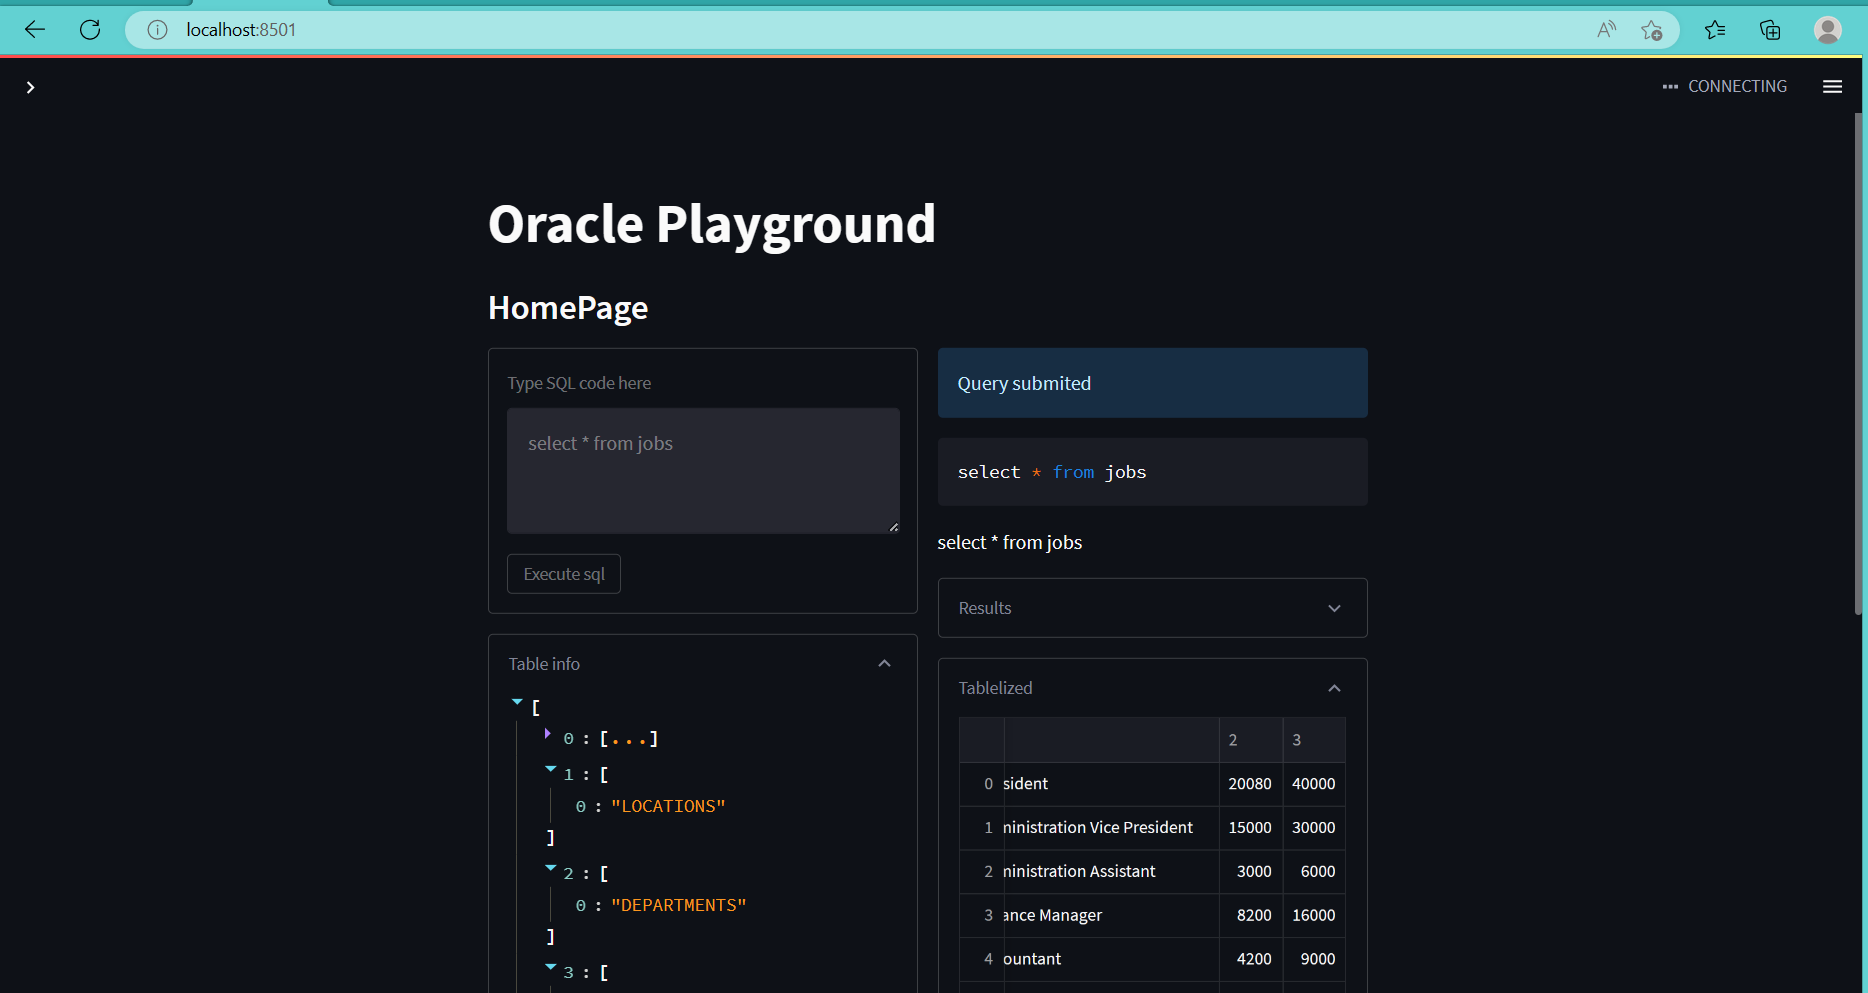 localhost:8501
CONNECTING
Oracle Playground
HomePage
Type SQL code here
select * from jobs
Execute sql
Table info
[
0 : [...]
1 : [
0 : "LOCATIONS"
]
2 : [
0 : "DEPARTMENTS"
]
3 : [
Query submited
select * from jobs
select * from jobs
Results
Tablelized
2 3
0 sident 20080 40000
1 ninistration Vice President 15000 30000
2 ninistration Assistant 3000 6000
3 ance Manager 8200 16000
4 ountant 4200 9000